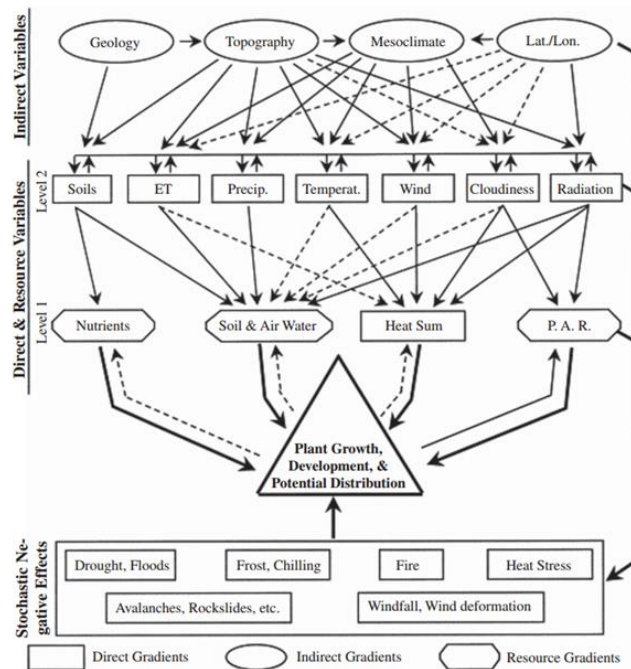 Indirect Variables
Geology
Topography
Mesoclimate
Lat./Lon.
Direct & Resource Variables
Level 2
Soils
ET
Precip.
Temperat.
Wind
Cloudiness
Radiation
Level 1
Nutrients
Soil & Air Water
Heat Sum
P. A. R.
Plant Growth,
Development, &
Potential Distribution
Stochastic Ne-
gative Effects
Drought, Floods
Frost, Chilling
Fire
Heat Stress
Avalanches, Rockslides, etc.
Windfall, Wind deformation
Direct Gradients
Indirect Gradients
Resource Gradients